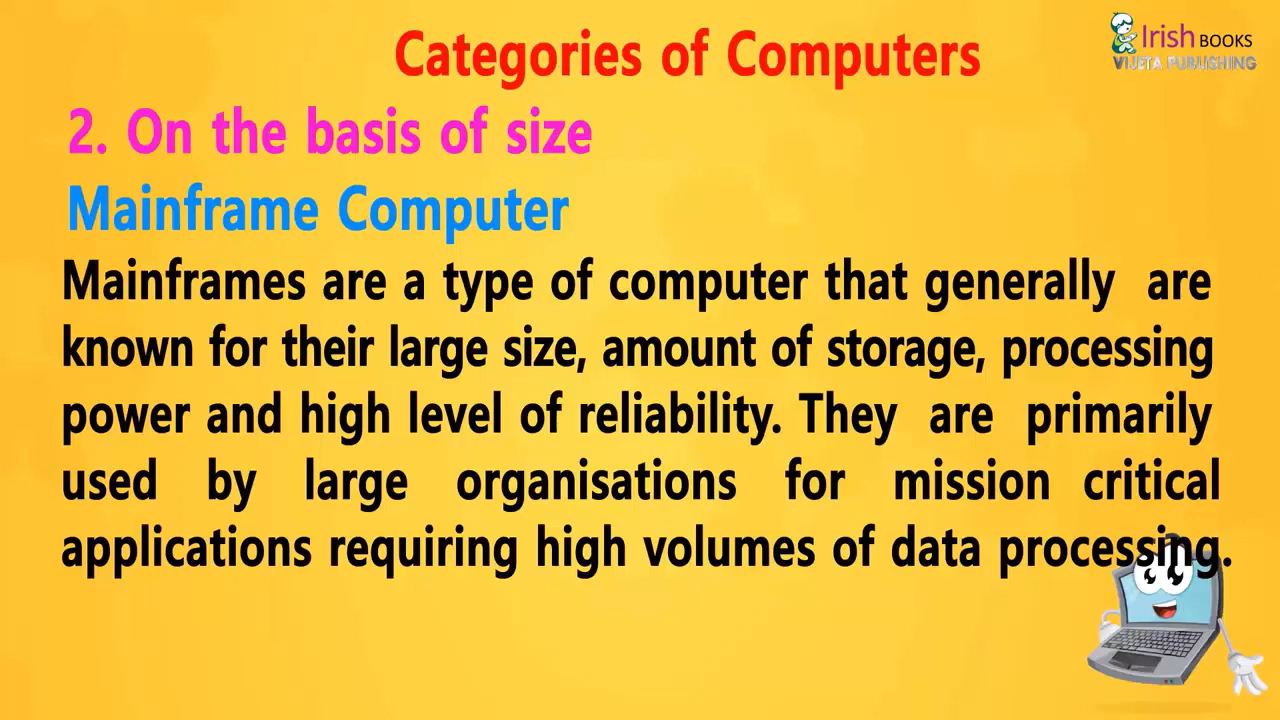 Irish BOOKS
VIJETA PUBLISHING
Categories of Computers
2. On the basis of size
Mainframe Computer
Mainframes are a type of computer that generally are
known for their large size, amount of storage, processing
power and high level of reliability. They are primarily
used by large organisations for mission critical
applications requiring high volumes of data processing.